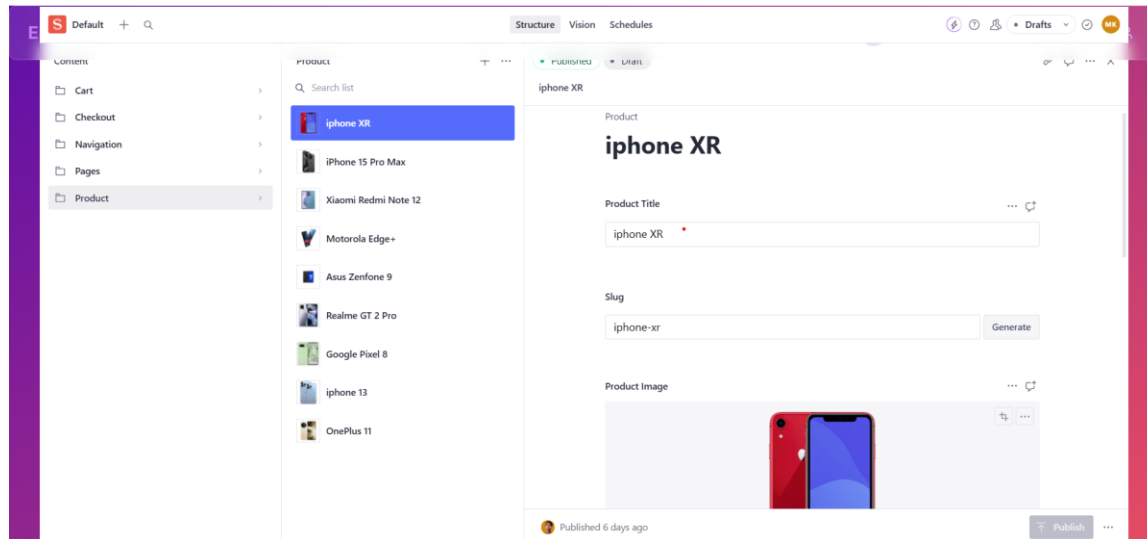 E
S Default
Structure Vision Schedules
Drafts
MK
Content
Product
Published Draft
Cart
Checkout
Navigation
Pages
Product
Search list
iphone XR
iPhone 15 Pro Max
Xiaomi Redmi Note 12
Motorola Edge+
Asus Zenfone 9
Realme GT 2 Pro
Google Pixel 8
iphone 13
OnePlus 11
iphone XR
Product
iphone XR
Product Title
iphone XR
Slug
iphone-xr
Generate
Product Image
Published 6 days ago
Publish